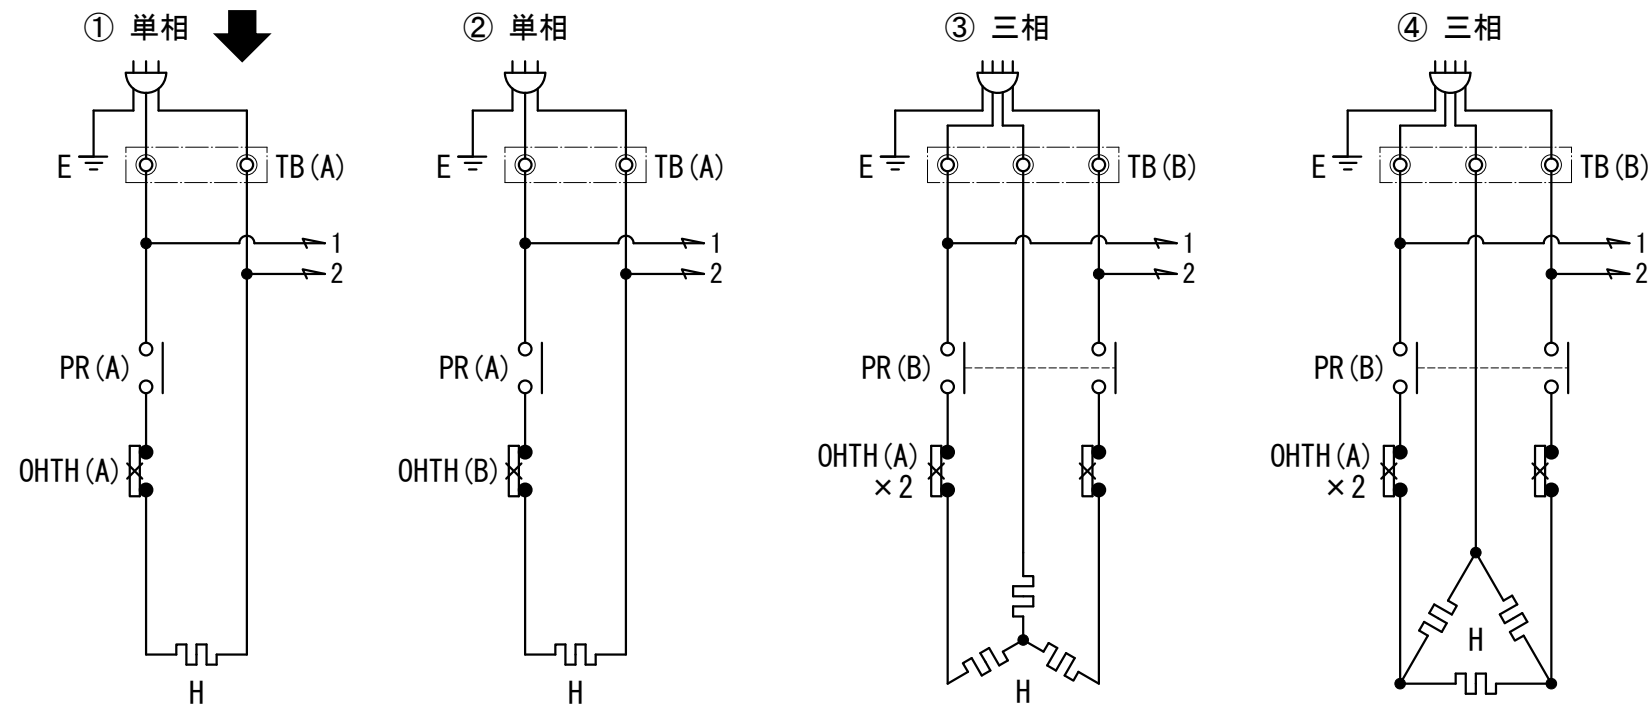 ① 単相
E
TB(A)
1
2
PR(A)
OHTH(A)
H
② 単相
E
TB(A)
1
2
PR(A)
OHTH(B)
H
③ 三相
E
TB(B)
1
2
PR(B)
OHTH(A)
×2
H
④ 三相
E
TB(B)
1
2
PR(B)
OHTH(A)
×2
H